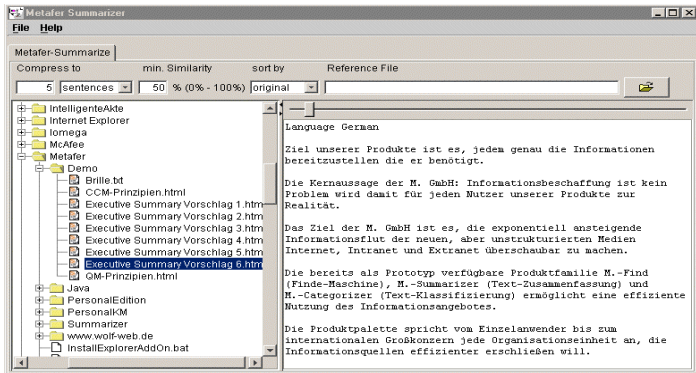 Metafer Summarizer
File Help
Metafer-Summarize
Compress to min. Similarity sort by Reference File
5 sentences 50 % (0% - 100%) original
IntelligenteAkte
Internet Explorer
Iomega
McAfee
Metafer
Demo
Brille.txt
CCM-Prinzipien.html
Executive Summary Vorschlag 1.htm
Executive Summary Vorschlag 2.htm
Executive Summary Vorschlag 3.htm
Executive Summary Vorschlag 4.htm
Executive Summary Vorschlag 5.htm
Executive Summary Vorschlag 6.htm
QM-Prinzipien.html
Java
PersonalEdition
PersonalKM
Summarizer
www.wolf-web.de
InstallExplorerAddOn.bat
Language German
Ziel unserer Produkte ist es, jedem genau die Informationen
bereitzustellen die er benötigt.
Die Kernaussage der M. GmbH: Informationsbeschaffung ist kein
Problem wird damit für jeden Nutzer unserer Produkte zur
Realität.
Das Ziel der M. GmbH ist es, die exponentiell ansteigende
Informationsflut der neuen, aber unstrukturierten Medien
Internet, Intranet und Extranet überschaubar zu machen.
Die bereits als Prototyp verfügbare Produktfamilie M.-Find
(Finde-Maschine), M.-Summarizer (Text-Zusammenfassung) und
M.-Categorizer (Text-Klassifizierung) ermöglicht eine effiziente
Nutzung des Informationsangebotes.
Die Produktpalette spricht vom Einzelanwender bis zum
internationalen Großkonzern jede Organisationseinheit an, die
Informationsquellen effizienter erschließen will.